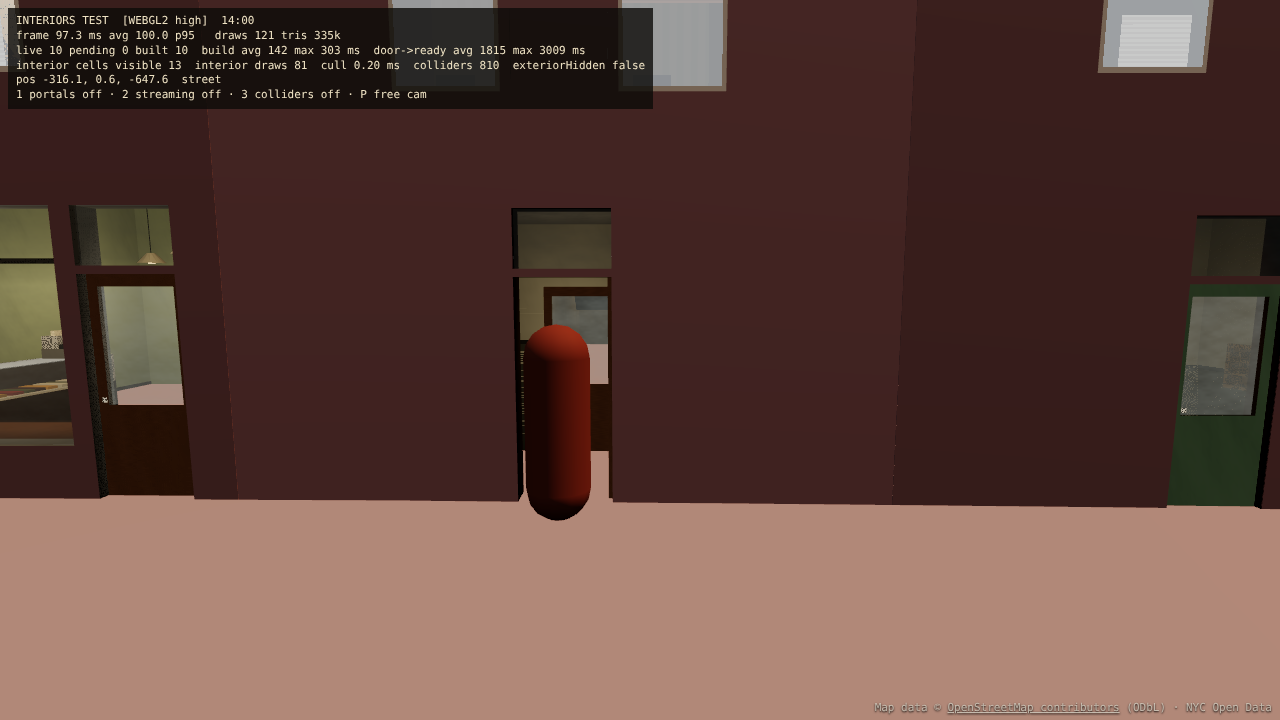 INTERIORS TEST [WEBGL2 high] 14:00
frame 97.3 ms avg 100.0 p95 draws 121 tris 335k
live 10 pending 0 built 10 build avg 142 max 303 ms door->ready avg 1815 max 3009 ms
interior cells visible 13 interior draws 81 cull 0.20 ms colliders 810 exteriorHidden false
pos -316.1, 0.6, -647.6 street
1 portals off · 2 streaming off · 3 colliders off · P free cam
Map data © OpenStreetMap contributors (ODbL) · NYC Open Data